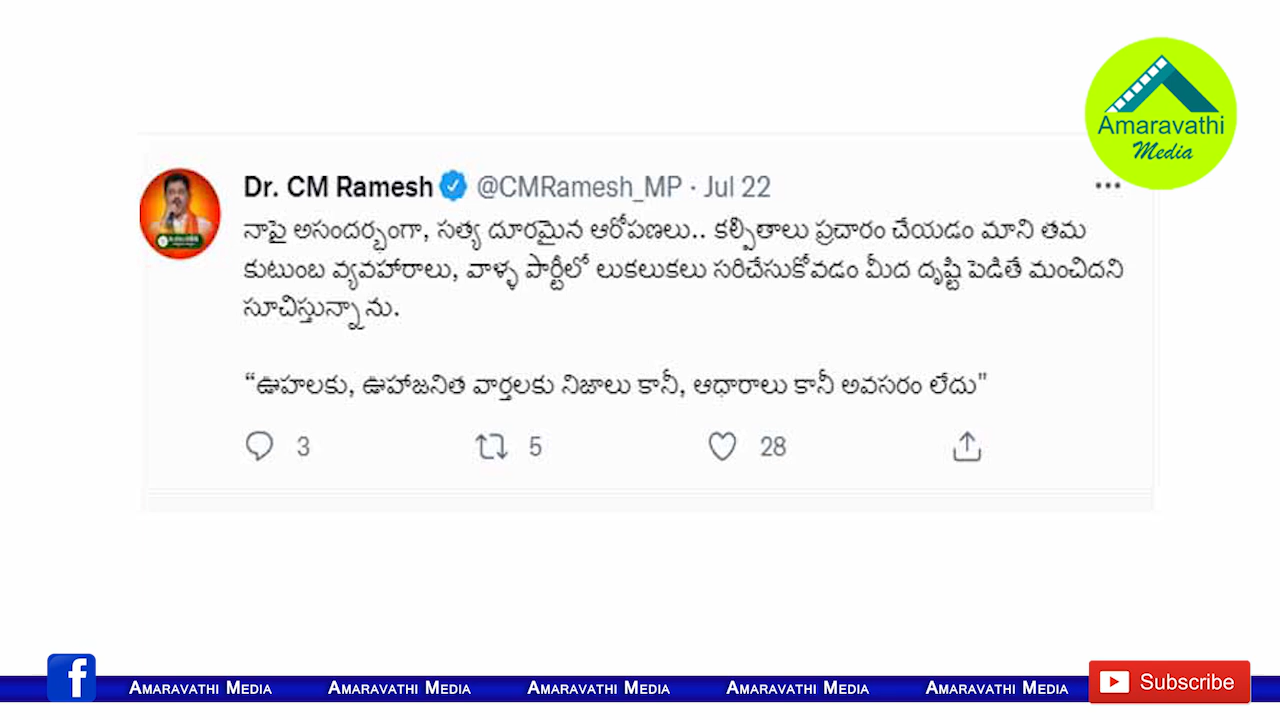 Amaravathi
Media
Dr. CM Ramesh @CMRamesh_MP · Jul 22
నాపై అసందర్భంగా, సత్య దూరమైన ఆరోపణలు.. కల్పితాలు ప్రచారం చేయడం మాని తమ
కుటుంబ వ్యవహారాలు, వాళ్ళ పార్టీలో లుకలుకలు సరిచేసుకోవడం మీద దృష్టి పెడితే మంచిదని
సూచిస్తున్నాను.
“ఊహలకు, ఊహాజనిత వార్తలకు నిజాలు కానీ, ఆధారాలు కానీ అవసరం లేదు"
3 5 28
f Amaravathi Media Amaravathi Media Amaravathi Media Amaravathi Media Amaravathi Media Subscribe